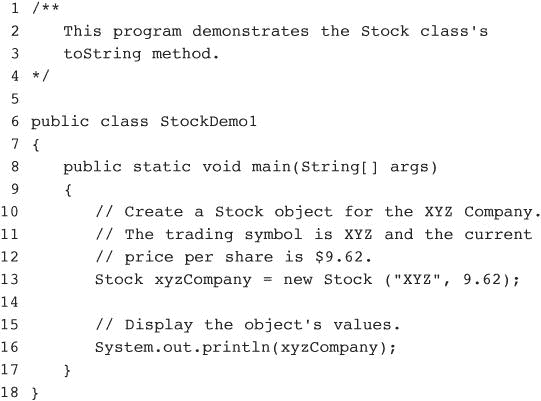 1 /**
2    This program demonstrates the Stock class's
3    toString method.
4 */
5
6 public class StockDemo1
7 {
8    public static void main(String[] args)
9    {
10       // Create a Stock object for the XYZ Company.
11       // The trading symbol is XYZ and the current
12       // price per share is $9.62.
13       Stock xyzCompany = new Stock ("XYZ", 9.62);
14
15       // Display the object's values.
16       System.out.println(xyzCompany);
17    }
18 }